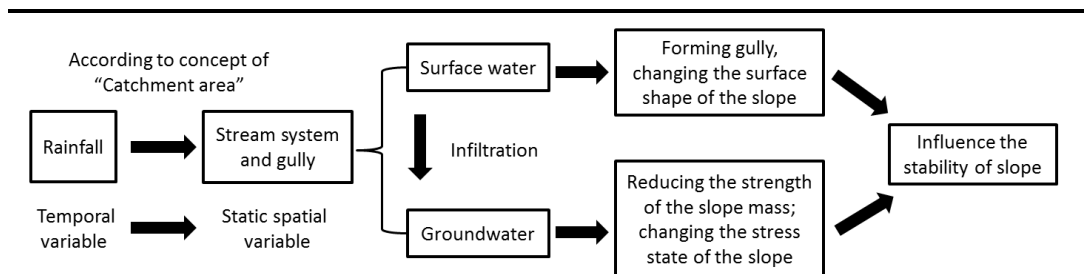 According to concept of
“Catchment area”
Rainfall
Stream system
and gully
Temporal
variable
Static spatial
variable
Surface water
Infiltration
Groundwater
Forming gully,
changing the surface
shape of the slope
Reducing the strength
of the slope mass;
changing the stress
state of the slope
Influence the
stability of slope